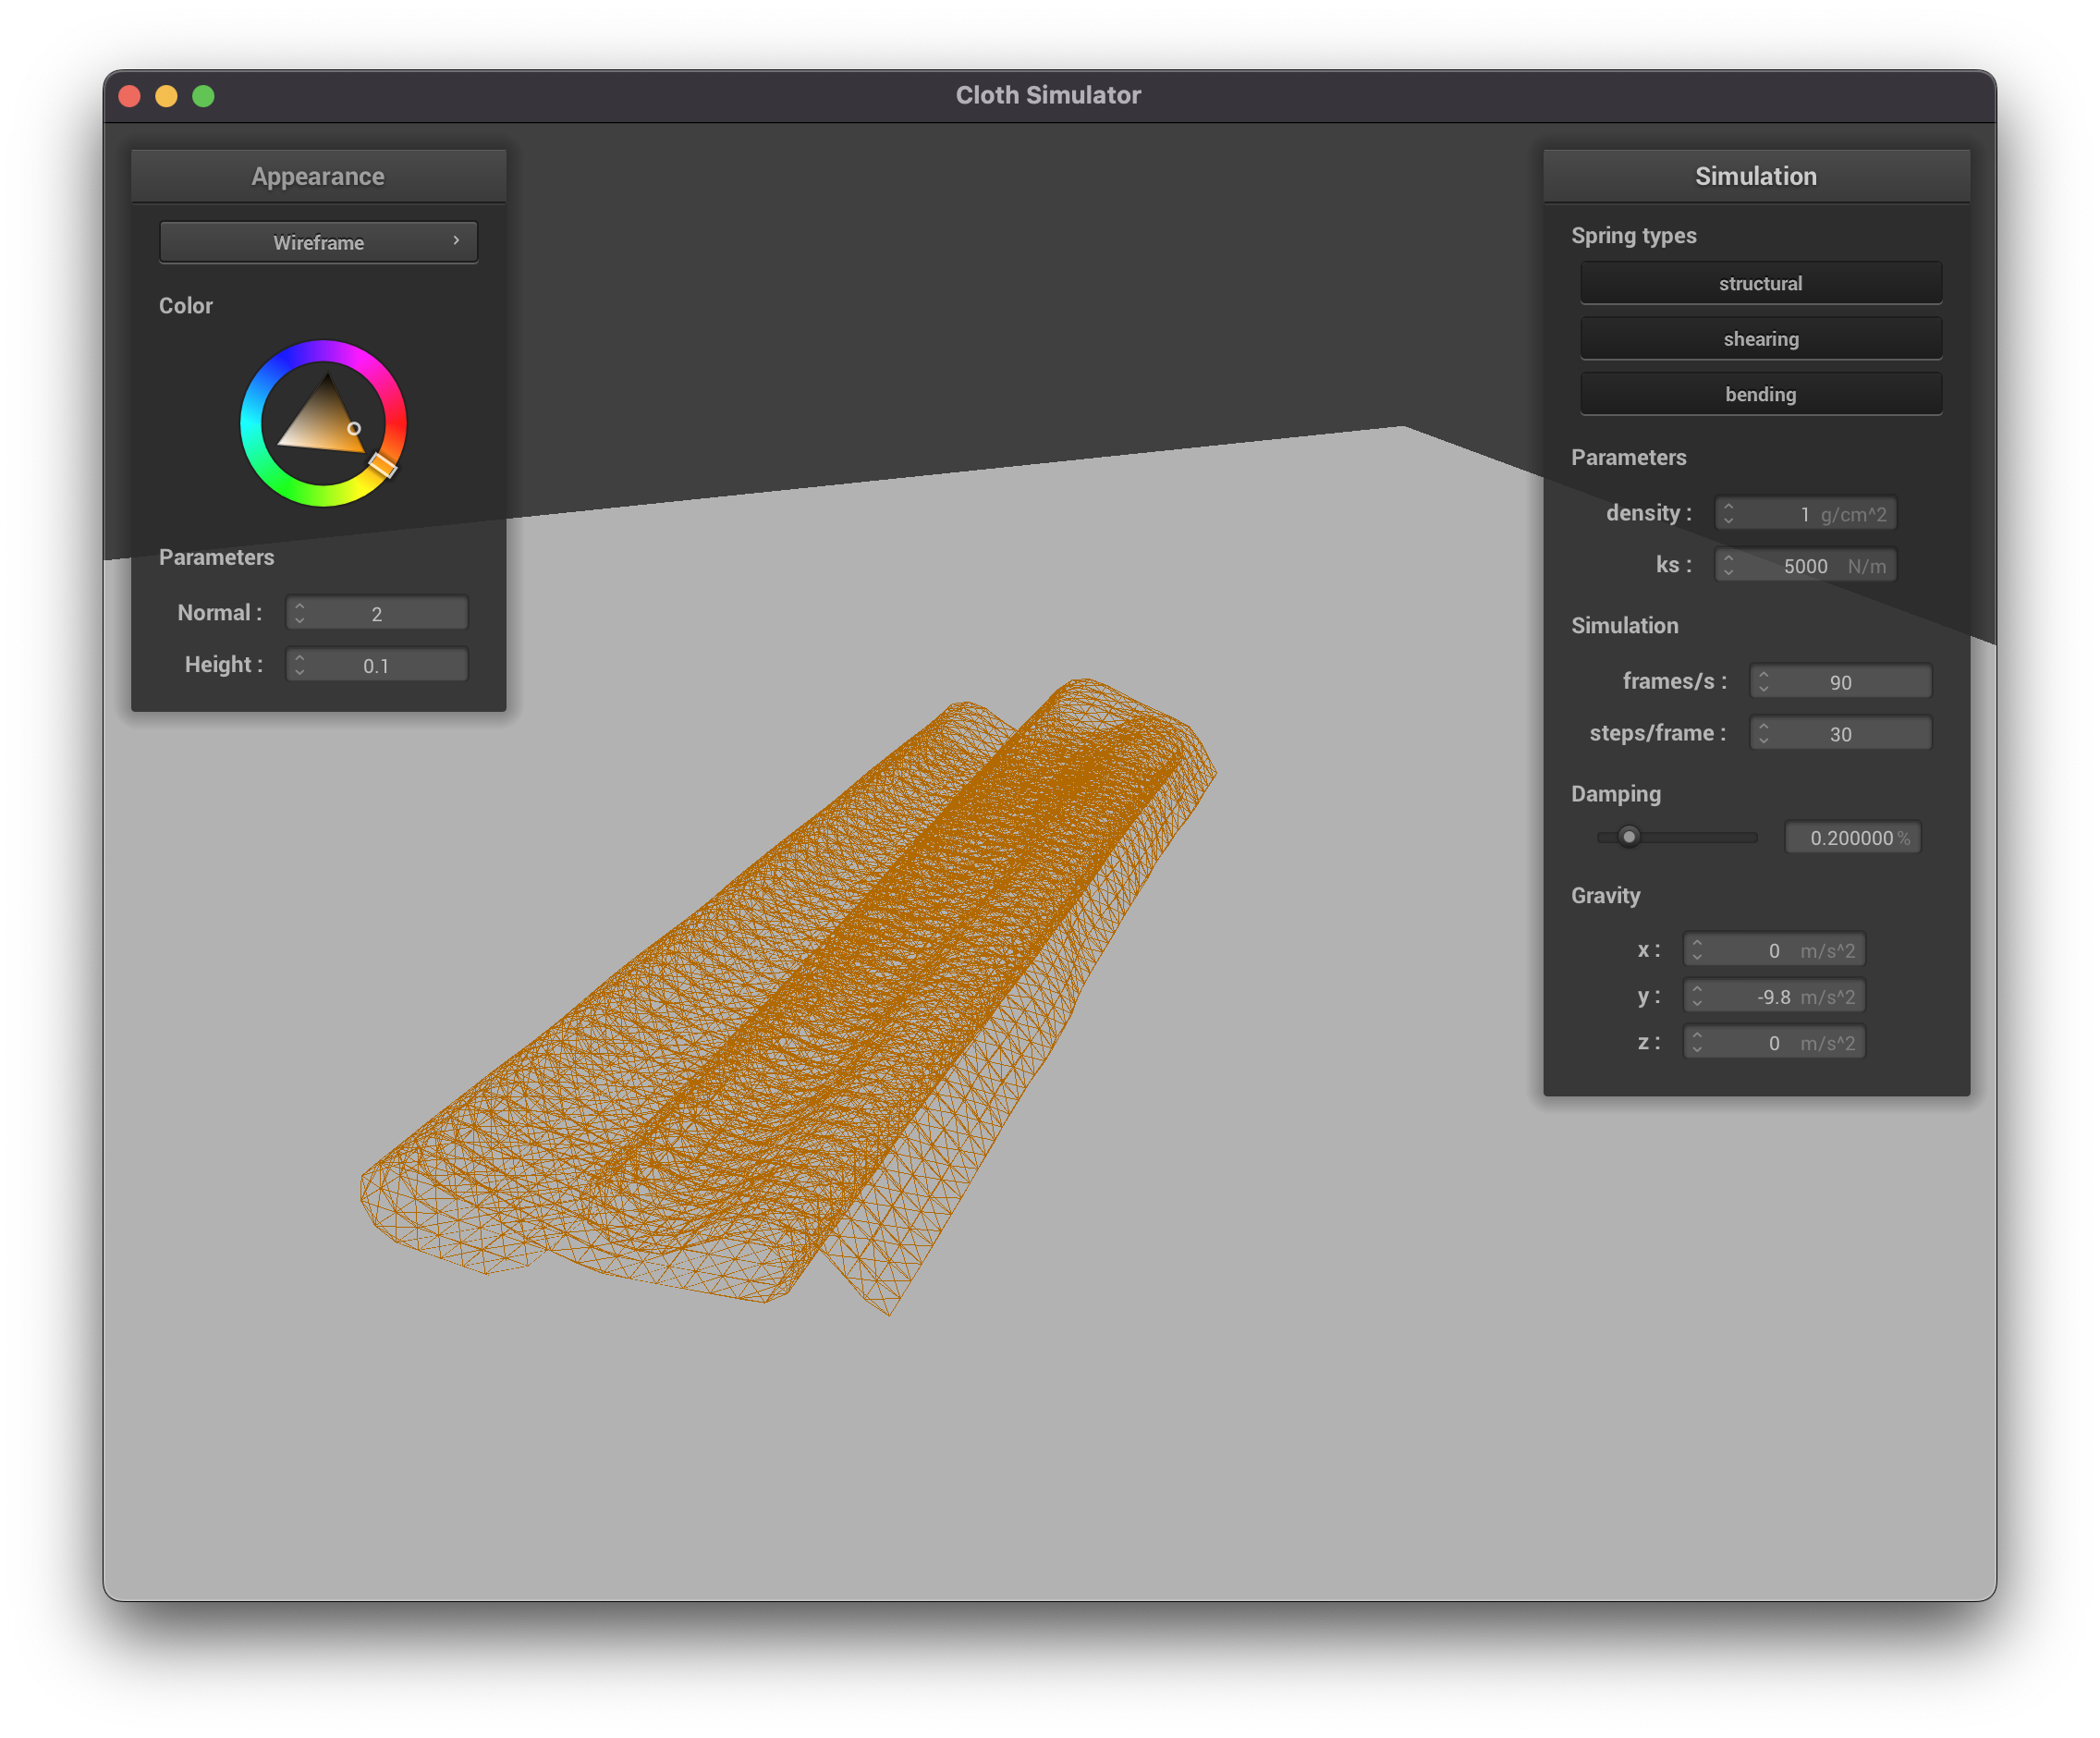 Cloth Simulator
Appearance
Wireframe
Color
Parameters
Normal : 2
Height : 0.1
Simulation
Spring types
structural
shearing
bending
Parameters
density : 1 g/cm^2
ks : 5000 N/m
Simulation
frames/s : 90
steps/frame : 30
Damping
0.200000 %
Gravity
x : 0 m/s^2
y : -9.8 m/s^2
z : 0 m/s^2